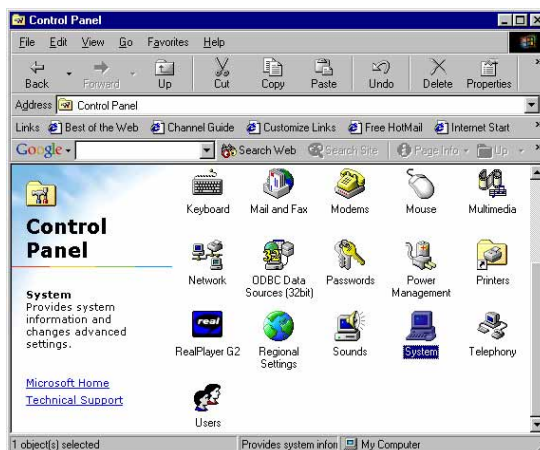 Control Panel
File Edit View Go Favorites Help
Back Forward Up Cut Copy Paste Undo Delete Properties
Address Control Panel
Links Best of the Web Channel Guide Customize Links Free HotMail Internet Start
Google Search Web Search Site Page Info Up
Control
Panel
System
Provides system
information and
changes advanced
settings.
Microsoft Home
Technical Support
Keyboard Mail and Fax Modems Mouse Multimedia
Network ODBC Data
Sources (32bit) Passwords Power
Management Printers
real
RealPlayer G2 Regional
Settings Sounds System Telephony
Users
1 object(s) selected Provides system infon My Computer